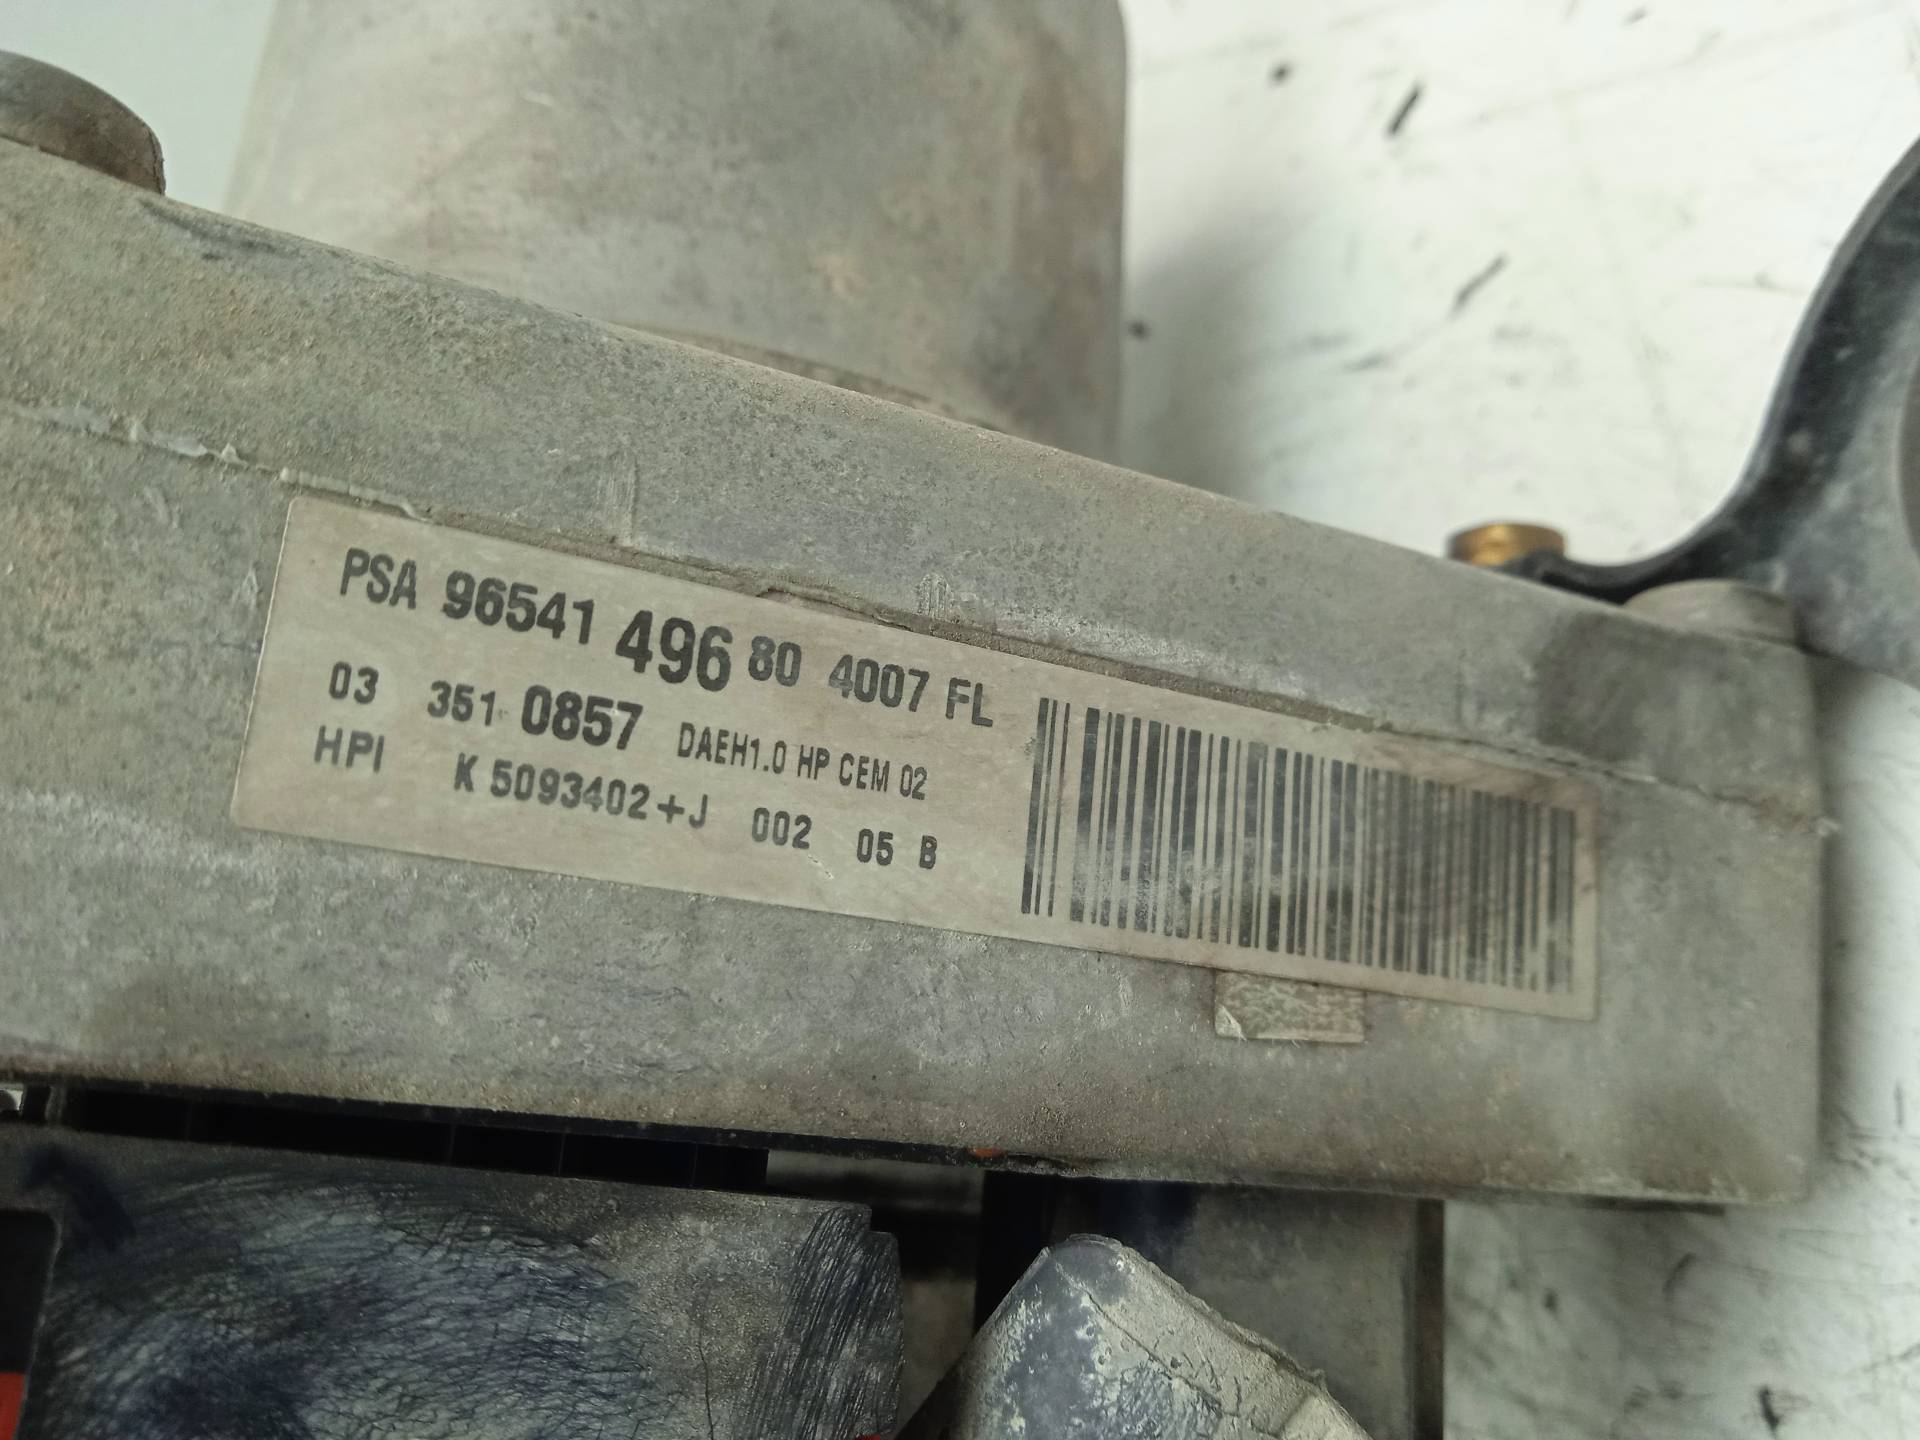 PSA 96541 496 80 4007 FL
03 351 0857 DAEH1.0 HP CEM 02
HPI K 5093402+J 002 05 B